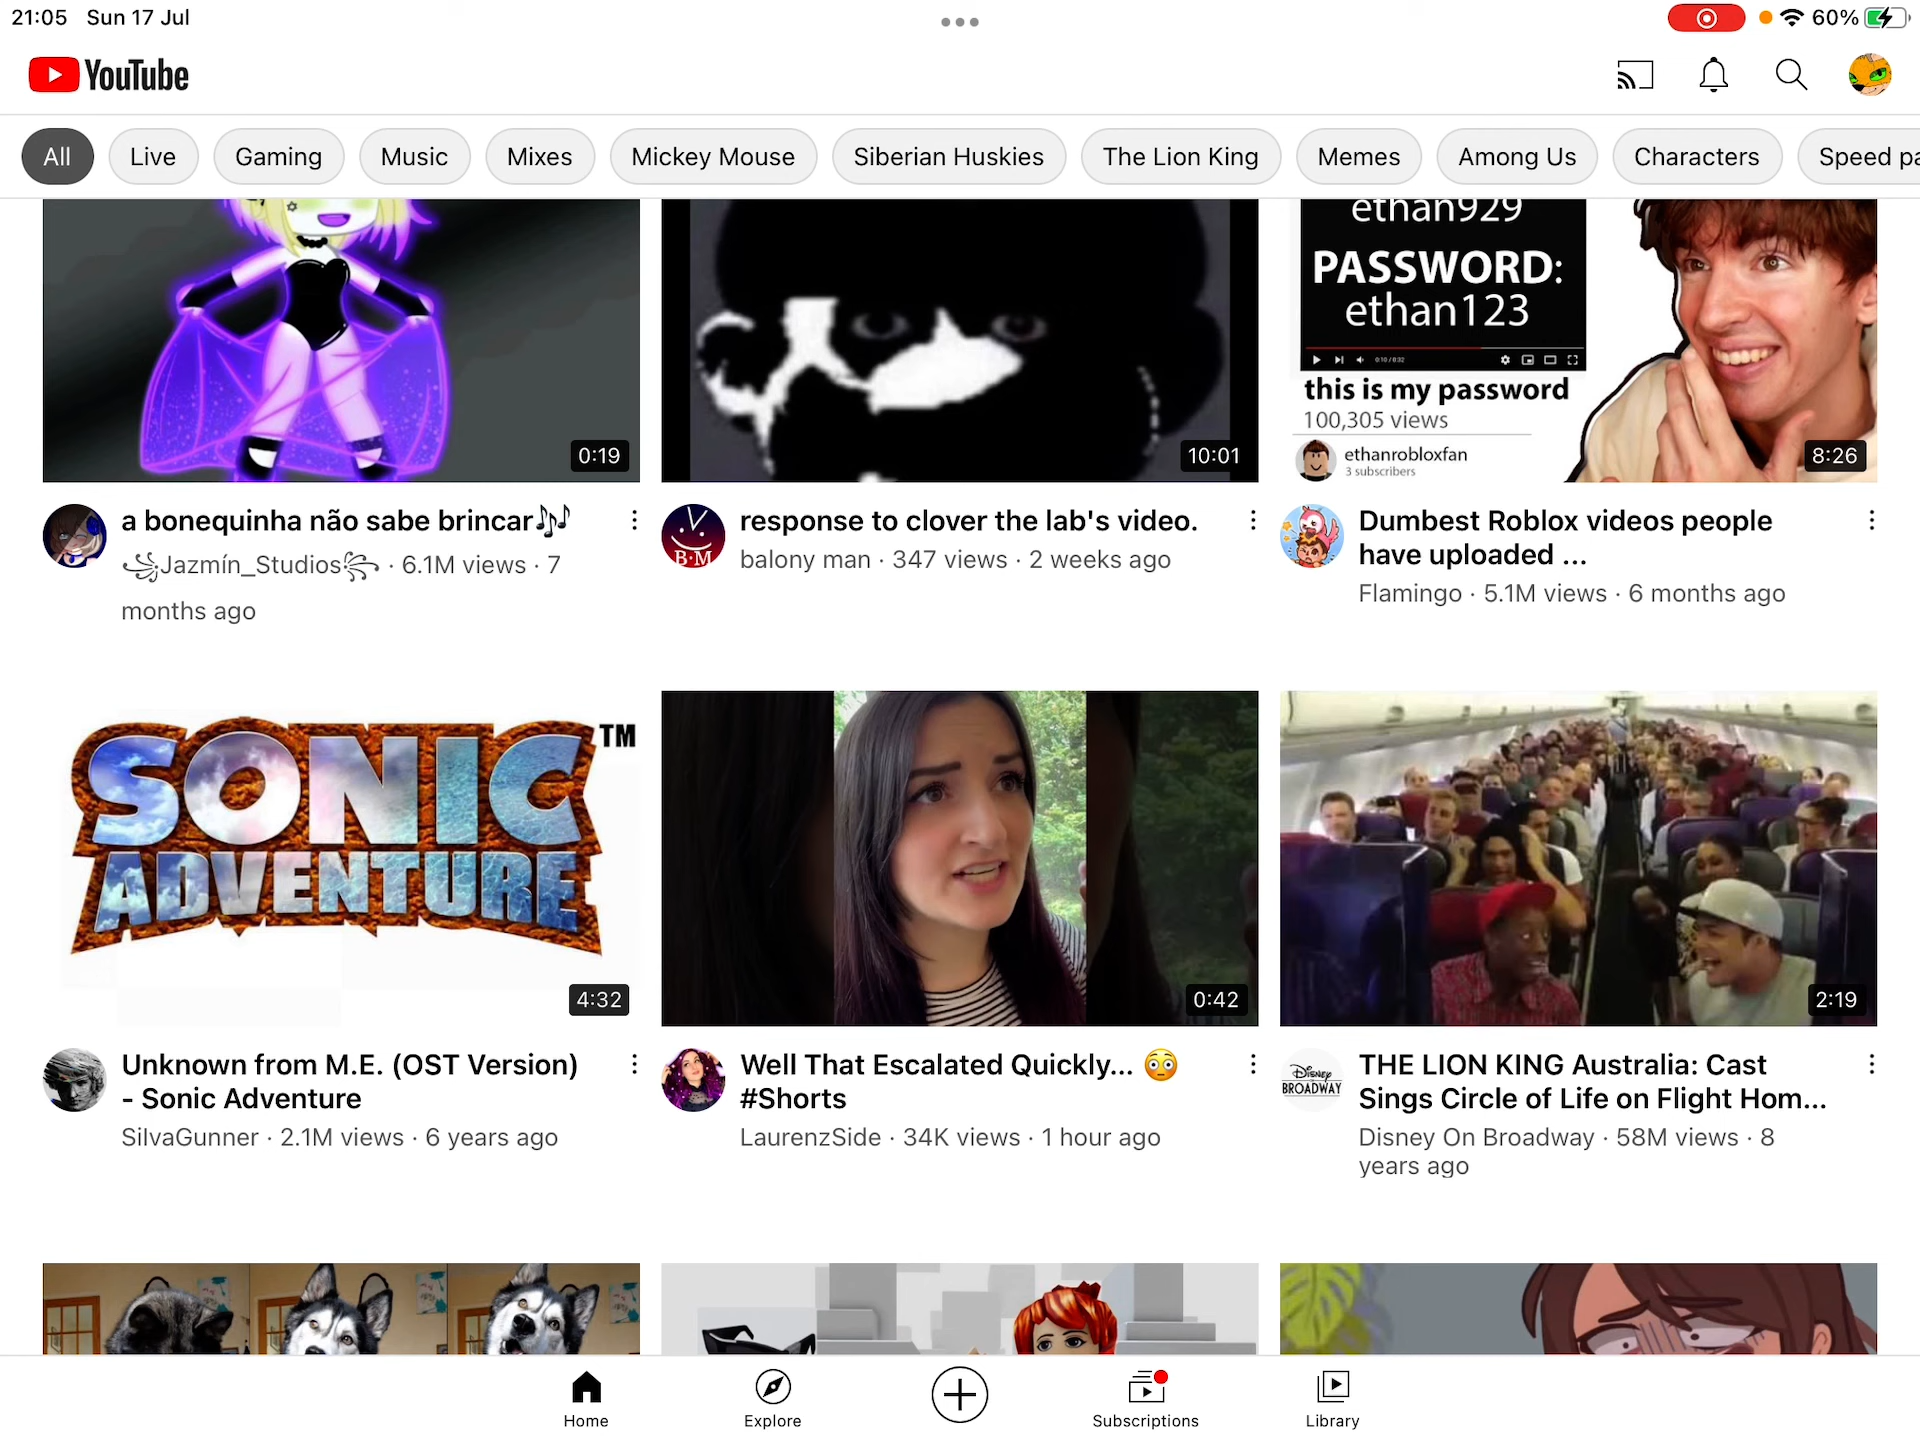 21:05 Sun 17 Jul
60%
YouTube
All Live Gaming Music Mixes Mickey Mouse Siberian Huskies The Lion King Memes Among Us Characters Speed pa
0:19
10:01
ethan929
PASSWORD:
ethan123
0:10 / 0:32
this is my password
100,305 views
ethanrobloxfan
3 subscribers
8:26
a bonequinha não sabe brincar🎶
꧁Jazmín_Studios꧂ · 6.1M views · 7
months ago
B·M
response to clover the lab's video.
balony man · 347 views · 2 weeks ago
Dumbest Roblox videos people
have uploaded ...
Flamingo · 5.1M views · 6 months ago
SONIC
ADVENTURE
™
4:32
0:42
2:19
Unknown from M.E. (OST Version)
- Sonic Adventure
SilvaGunner · 2.1M views · 6 years ago
Well That Escalated Quickly... 😳
#Shorts
LaurenzSide · 34K views · 1 hour ago
Disney
BROADWAY
THE LION KING Australia: Cast
Sings Circle of Life on Flight Hom...
Disney On Broadway · 58M views · 8
years ago
Home Explore Subscriptions Library